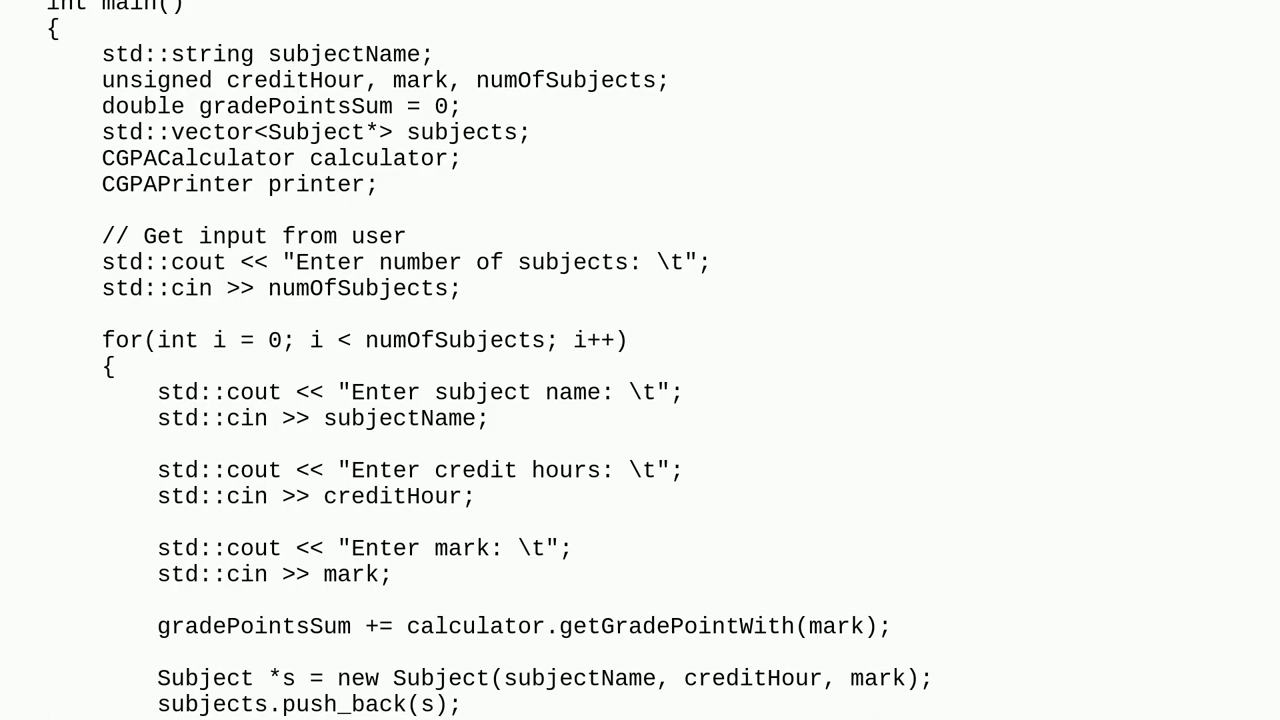 int main()
{
    std::string subjectName;
    unsigned creditHour, mark, numOfSubjects;
    double gradePointsSum = 0;
    std::vector<Subject*> subjects;
    CGPACalculator calculator;
    CGPAPrinter printer;

    // Get input from user
    std::cout << "Enter number of subjects: \t";
    std::cin >> numOfSubjects;

    for(int i = 0; i < numOfSubjects; i++)
    {
        std::cout << "Enter subject name: \t";
        std::cin >> subjectName;

        std::cout << "Enter credit hours: \t";
        std::cin >> creditHour;

        std::cout << "Enter mark: \t";
        std::cin >> mark;

        gradePointsSum += calculator.getGradePointWith(mark);

        Subject *s = new Subject(subjectName, creditHour, mark);
        subjects.push_back(s);